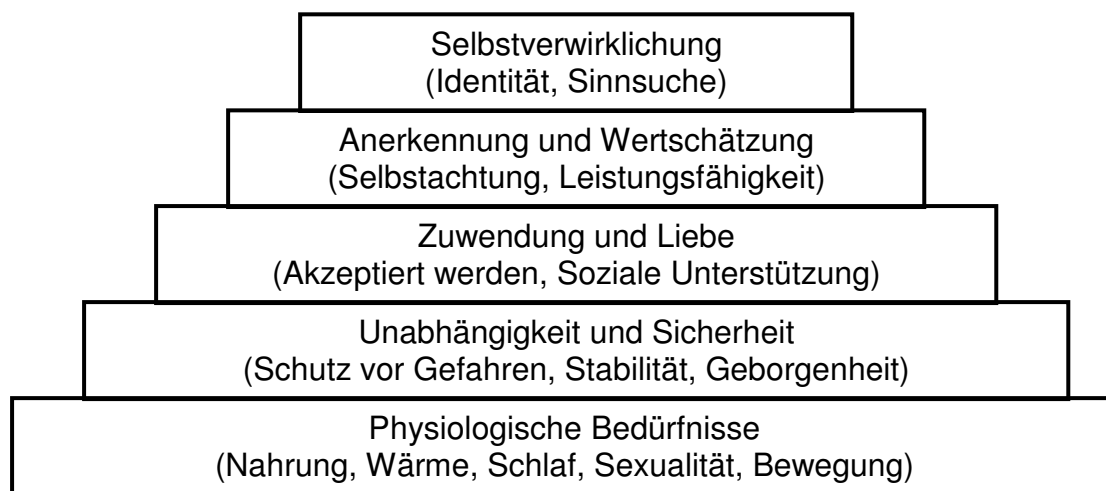 Selbstverwirklichung
(Identität, Sinnsuche)
Anerkennung und Wertschätzung
(Selbstachtung, Leistungsfähigkeit)
Zuwendung und Liebe
(Akzeptiert werden, Soziale Unterstützung)
Unabhängigkeit und Sicherheit
(Schutz vor Gefahren, Stabilität, Geborgenheit)
Physiologische Bedürfnisse
(Nahrung, Wärme, Schlaf, Sexualität, Bewegung)